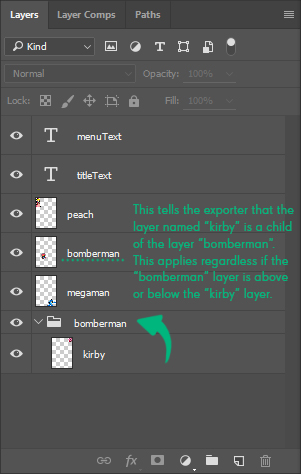 Layers Layer Comps Paths
Kind
Normal Opacity: 100%
Lock: Fill: 100%
menuText
titleText
peach
bomberman
megaman
bomberman
kirby
This tells the exporter that the
layer named "kirby" is a child
of the layer "bomberman".
This applies regardless if the
"bomberman" layer is above
or below the "kirby" layer.
fx